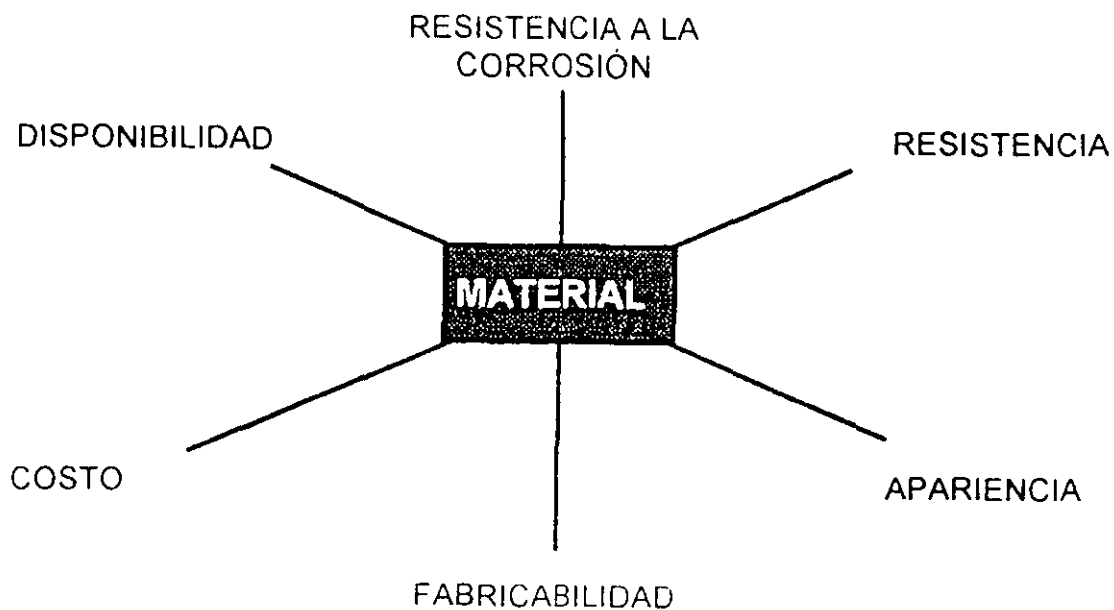 RESISTENCIA A LA
CORROSIÓN
DISPONIBILIDAD
RESISTENCIA
MATERIAL
COSTO
APARIENCIA
FABRICABILIDAD